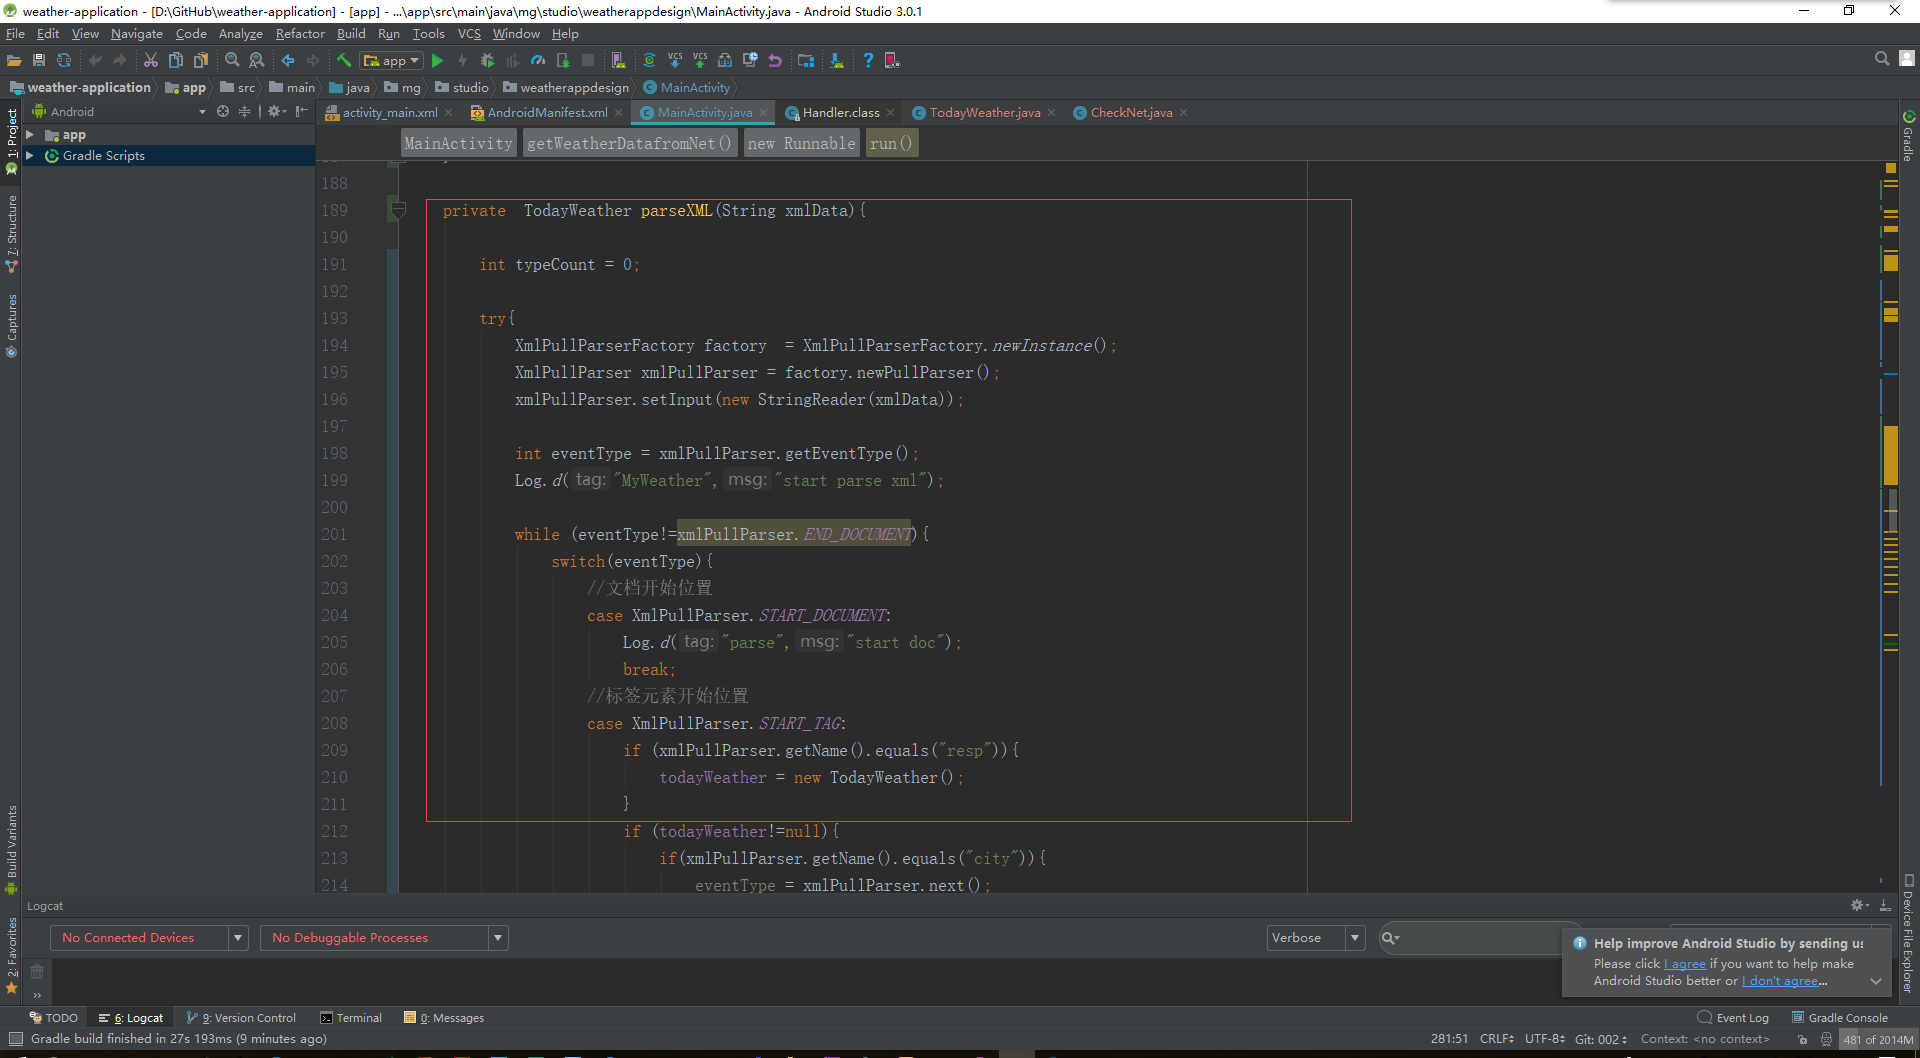 weather-application - [D:\GitHub\weather-application] - [app] - ...\app\src\main\java\mg\studio\weatherappdesign\MainActivity.java - Android Studio 3.0.1
File Edit View Navigate Code Analyze Refactor Build Run Tools VCS Window Help
app
weather-application app src main java mg studio weatherappdesign MainActivity
Android
activity_main.xml AndroidManifest.xml MainActivity.java Handler.class TodayWeather.java CheckNet.java
MainActivity getWeatherDatafromNet() new Runnable run()
1: Project
7: Structure
Captures
Build Variants
2: Favorites
app
Gradle Scripts
188
189 private TodayWeather parseXML(String xmlData){
190
191 int typeCount = 0;
192
193 try{
194 XmlPullParserFactory factory = XmlPullParserFactory.newInstance();
195 XmlPullParser xmlPullParser = factory.newPullParser();
196 xmlPullParser.setInput(new StringReader(xmlData));
197
198 int eventType = xmlPullParser.getEventType();
199 Log.d( tag: "MyWeather", msg: "start parse xml");
200
201 while (eventType!=xmlPullParser.END_DOCUMENT){
202 switch(eventType){
203 //文档开始位置
204 case XmlPullParser.START_DOCUMENT:
205 Log.d( tag: "parse", msg: "start doc");
206 break;
207 //标签元素开始位置
208 case XmlPullParser.START_TAG:
209 if (xmlPullParser.getName().equals("resp")){
210 todayWeather = new TodayWeather();
211 }
212 if (todayWeather!=null){
213 if(xmlPullParser.getName().equals("city")){
214 eventType = xmlPullParser.next();
Gradle
Device File Explorer
Logcat
No Connected Devices No Debuggable Processes Verbose
Help improve Android Studio by sending us
Please click I agree if you want to help make
Android Studio better or I don't agree...
TODO 6: Logcat 9: Version Control Terminal 0: Messages Event Log Gradle Console
Gradle build finished in 27s 193ms (9 minutes ago) 281:51 CRLF UTF-8 Git: 002 Context: <no context> 481 of 2014M